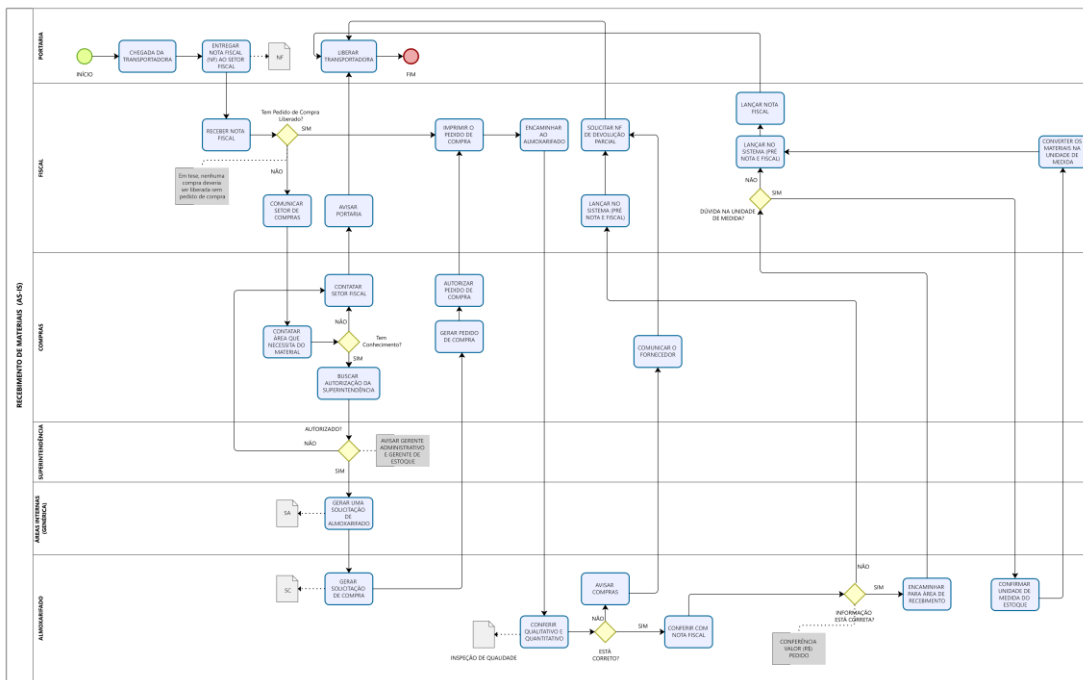 RECEBIMENTO DE MATERIAIS (AS-IS)
PORTARIA
INÍCIO
CHEGADA DA
TRANSPORTADORA
ENTREGAR
NOTA FISCAL
(NF) AO SETOR
FISCAL
NF
LIBERAR
TRANSPORTADORA
FIM
FISCAL
RECEBER NOTA
FISCAL
Tem Pedido de Compra
Liberado?
SIM
NÃO
Em tese, nenhuma
compra deveria
ser liberada sem
pedido de compra
COMUNICAR
SETOR DE
COMPRAS
AVISAR
PORTARIA
IMPRIMIR O
PEDIDO DE
COMPRA
ENCAMINHAR
AO
ALMOXARIFADO
SOLICITAR NF
DE DEVOLUÇÃO
PARCIAL
LANÇAR NO
SISTEMA (PRÉ
NOTA E FISCAL)
LANÇAR NOTA
FISCAL
LANÇAR NO
SISTEMA (PRÉ
NOTA E FISCAL)
NÃO
SIM
DÚVIDA NA UNIDADE
DE MEDIDA?
CONVERTER OS
MATERIAIS NA
UNIDADE DE
MEDIDA
COMPRAS
CONTATAR
SETOR FISCAL
NÃO
CONTATAR
ÁREA QUE
NECESSITA DO
MATERIAL
Tem
Conhecimento?
SIM
BUSCAR
AUTORIZAÇÃO DA
SUPERINTENDÊNCIA
AUTORIZAR
PEDIDO DE
COMPRA
GERAR PEDIDO
DE COMPRA
COMUNICAR O
FORNECEDOR
SUPERINTENDÊNCIA
AUTORIZADO?
NÃO
SIM
AVISAR GERENTE
ADMINISTRATIVO
E GERENTE DE
ESTOQUE
ÁREAS INTERNAS
(GENÉRICA)
SA
GERAR UMA
SOLICITAÇÃO
DE
ALMOXARIFADO
ALMOXARIFADO
SC
GERAR
SOLICITAÇÃO
DE COMPRA
INSPEÇÃO DE QUALIDADE
CONFERIR
QUALITATIVO E
QUANTITATIVO
AVISAR
COMPRAS
NÃO
SIM
ESTÁ
CORRETO?
CONFERIR COM
NOTA FISCAL
NÃO
SIM
INFORMAÇÃO
ESTÁ CORRETA?
CONFERÊNCIA
VALOR (R$)
PEDIDO
ENCAMINHAR
PARA ÁREA DE
RECEBIMENTO
CONFIRMAR
UNIDADE DE
MEDIDA DO
ESTOQUE